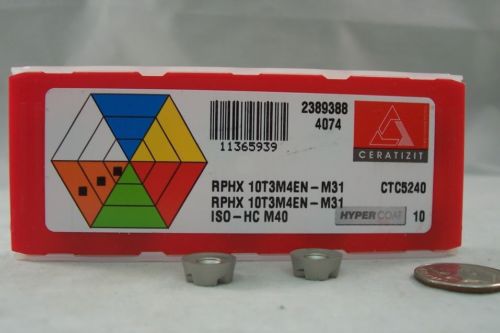 2389388
4074
11365939
CERATIZIT
RPHX 10T3M4EN-M31
CTC5240
RPHX 10T3M4EN-M31
ISO-HC M40
HYPERCOAT
10